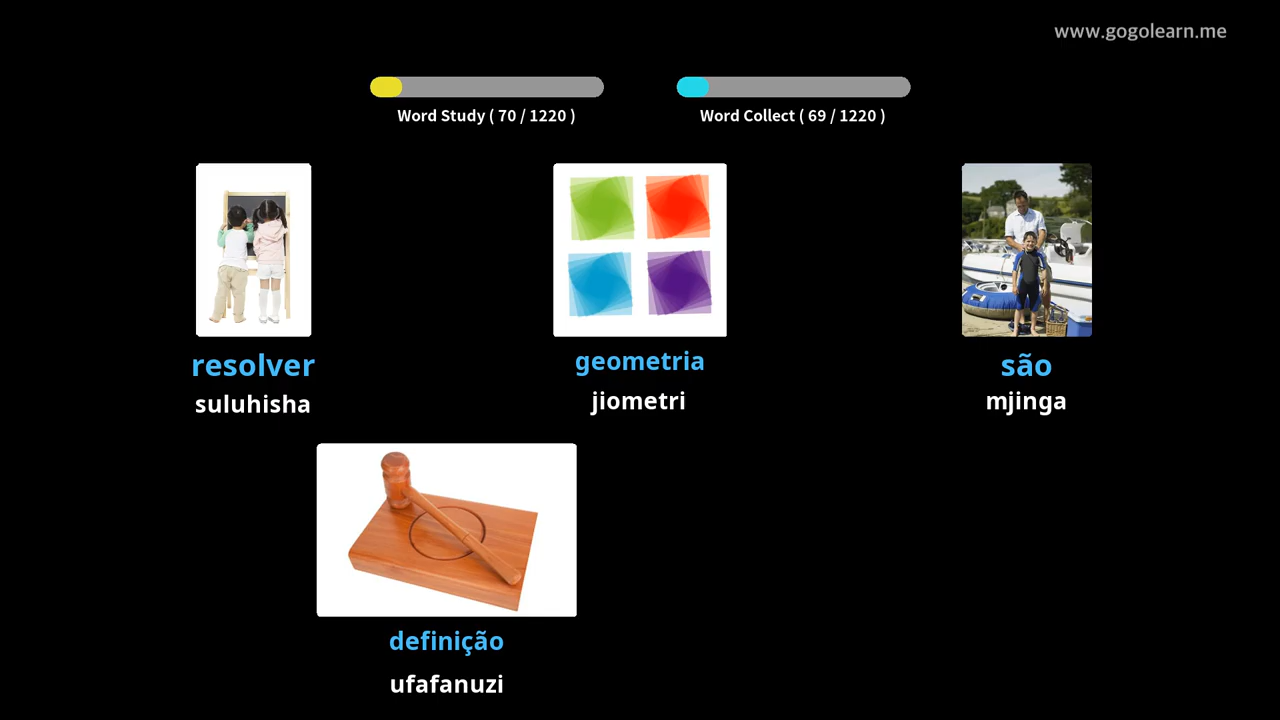 www.gogolearn.me
Word Study ( 70 / 1220 )
Word Collect ( 69 / 1220 )
resolver
suluhisha
geometria
jiometri
são
mjinga
definição
ufafanuzi